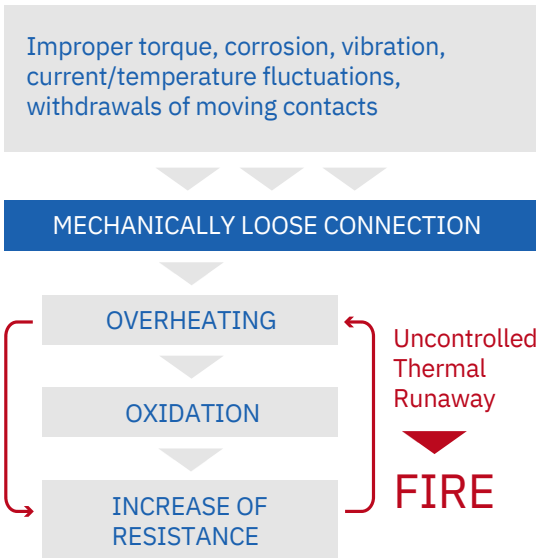 Improper torque, corrosion, vibration,
current/temperature fluctuations,
withdrawals of moving contacts
MECHANICALLY LOOSE CONNECTION
OVERHEATING
OXIDATION
INCREASE OF
RESISTANCE
Uncontrolled
Thermal
Runaway
FIRE